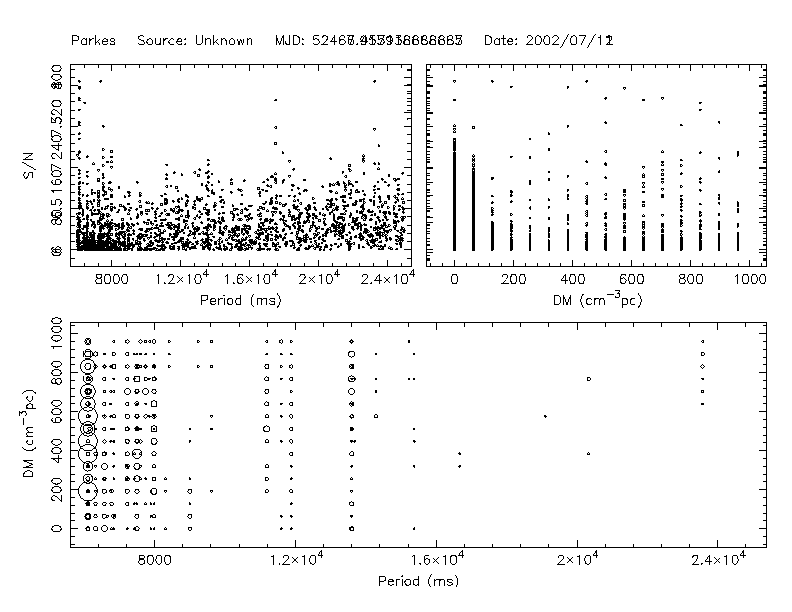 Parkes Source: Unknown MJD: Date: 2002/07/
S/N
8000 1.2×10⁴ 1.6×10⁴ 2×10⁴ 2.4×10⁴
Period (ms)
0 200 400 600 800 1000
DM (cm⁻³pc)
DM (cm⁻³pc)
1000
800
600
400
200
0
8000 1.2×10⁴ 1.6×10⁴ 2×10⁴ 2.4×10⁴
Period (ms)